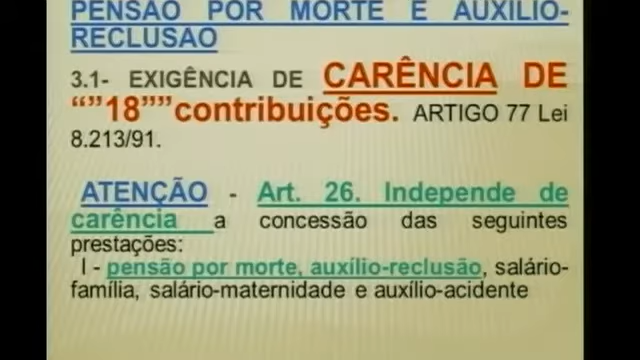 PENSÃO POR MORTE E AUXÍLIO-
RECLUSAO
3.1- EXIGÊNCIA DE CARÊNCIA DE
“”18””contribuições. ARTIGO 77 Lei
8.213/91.
ATENÇÃO - Art. 26. Independe de
carência a concessão das seguintes
prestações:
I - pensão por morte, auxílio-reclusão, salário-
família, salário-maternidade e auxílio-acidente